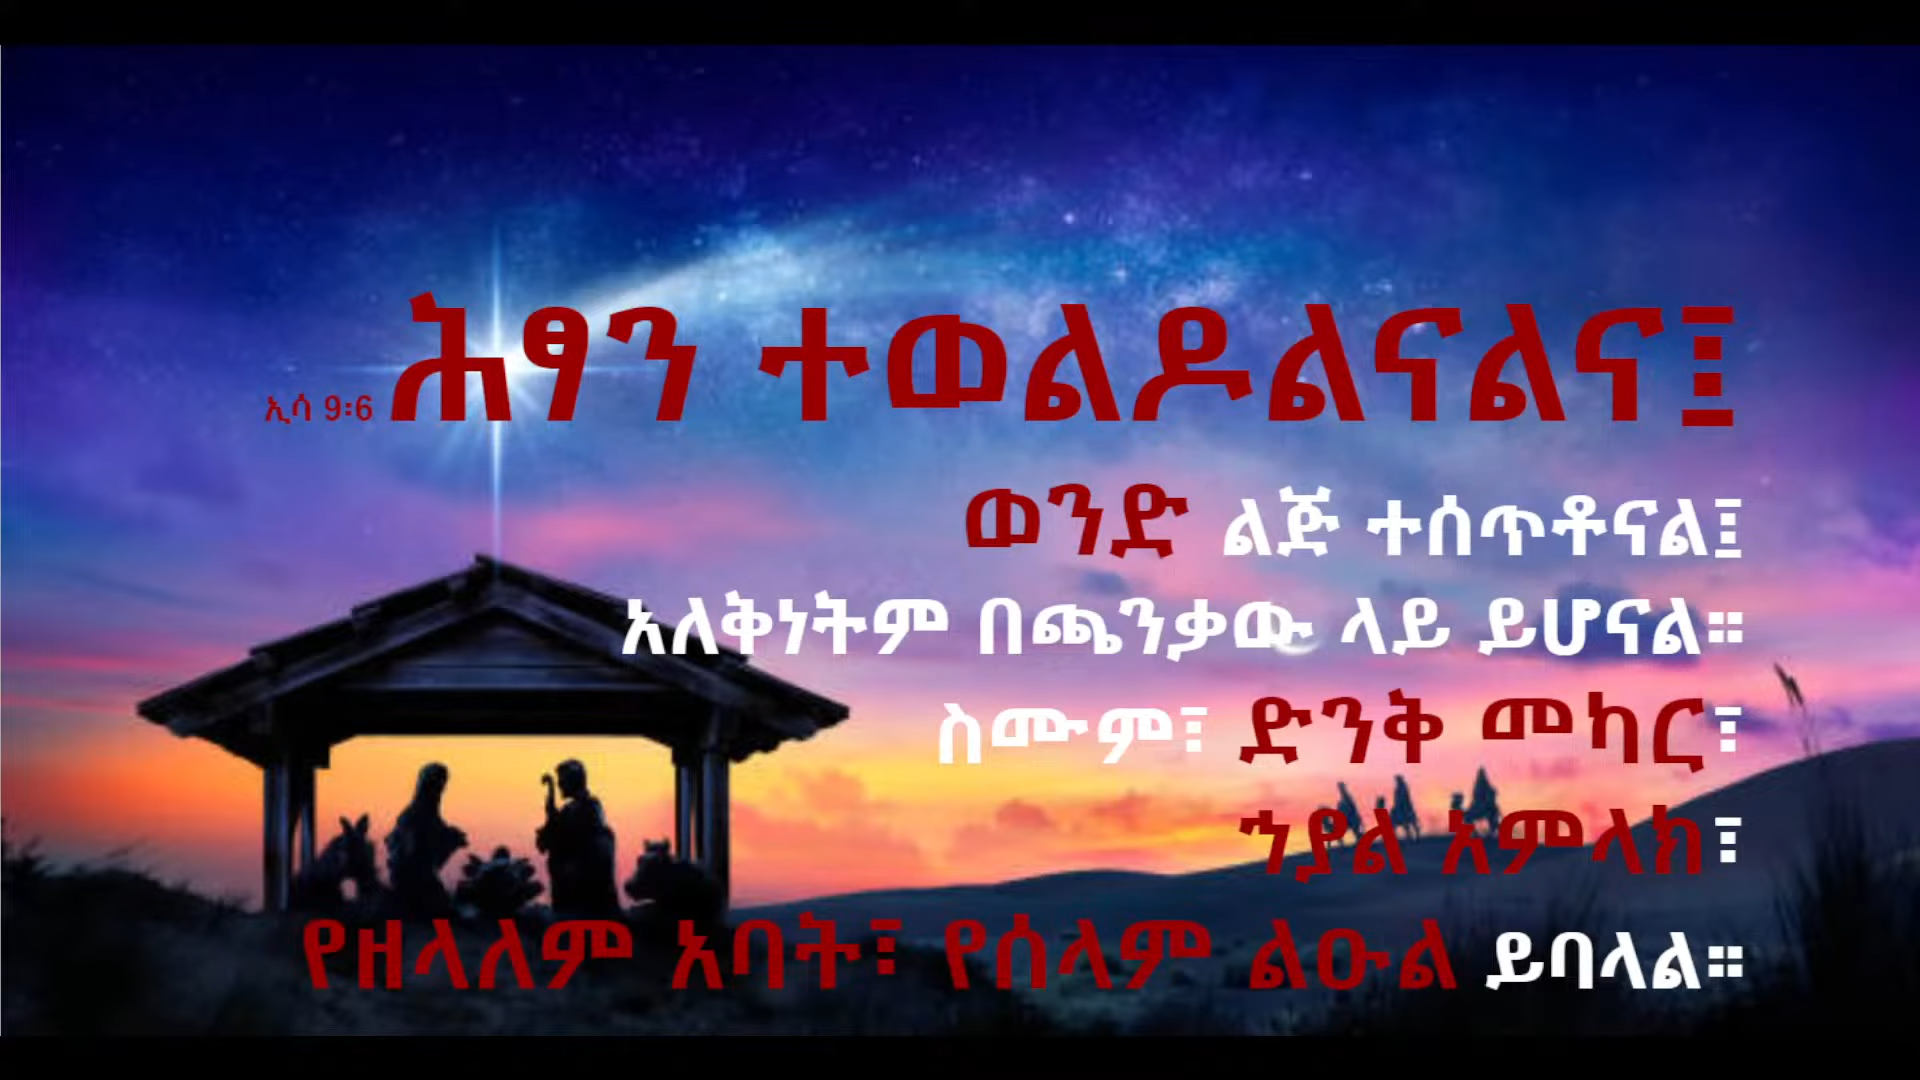 ኢሳ 9፡6 ሕፃን ተወልዶልናልና፤
ወንድ ልጅ ተሰጥቶናል፤
አለቅነትም በጫንቃው ላይ ይሆናል።
ስሙም፣ ድንቅ መካር፣
ኀያል አምላክ፣
የዘላለም አባት፣ የሰላም ልዑል ይባላል።